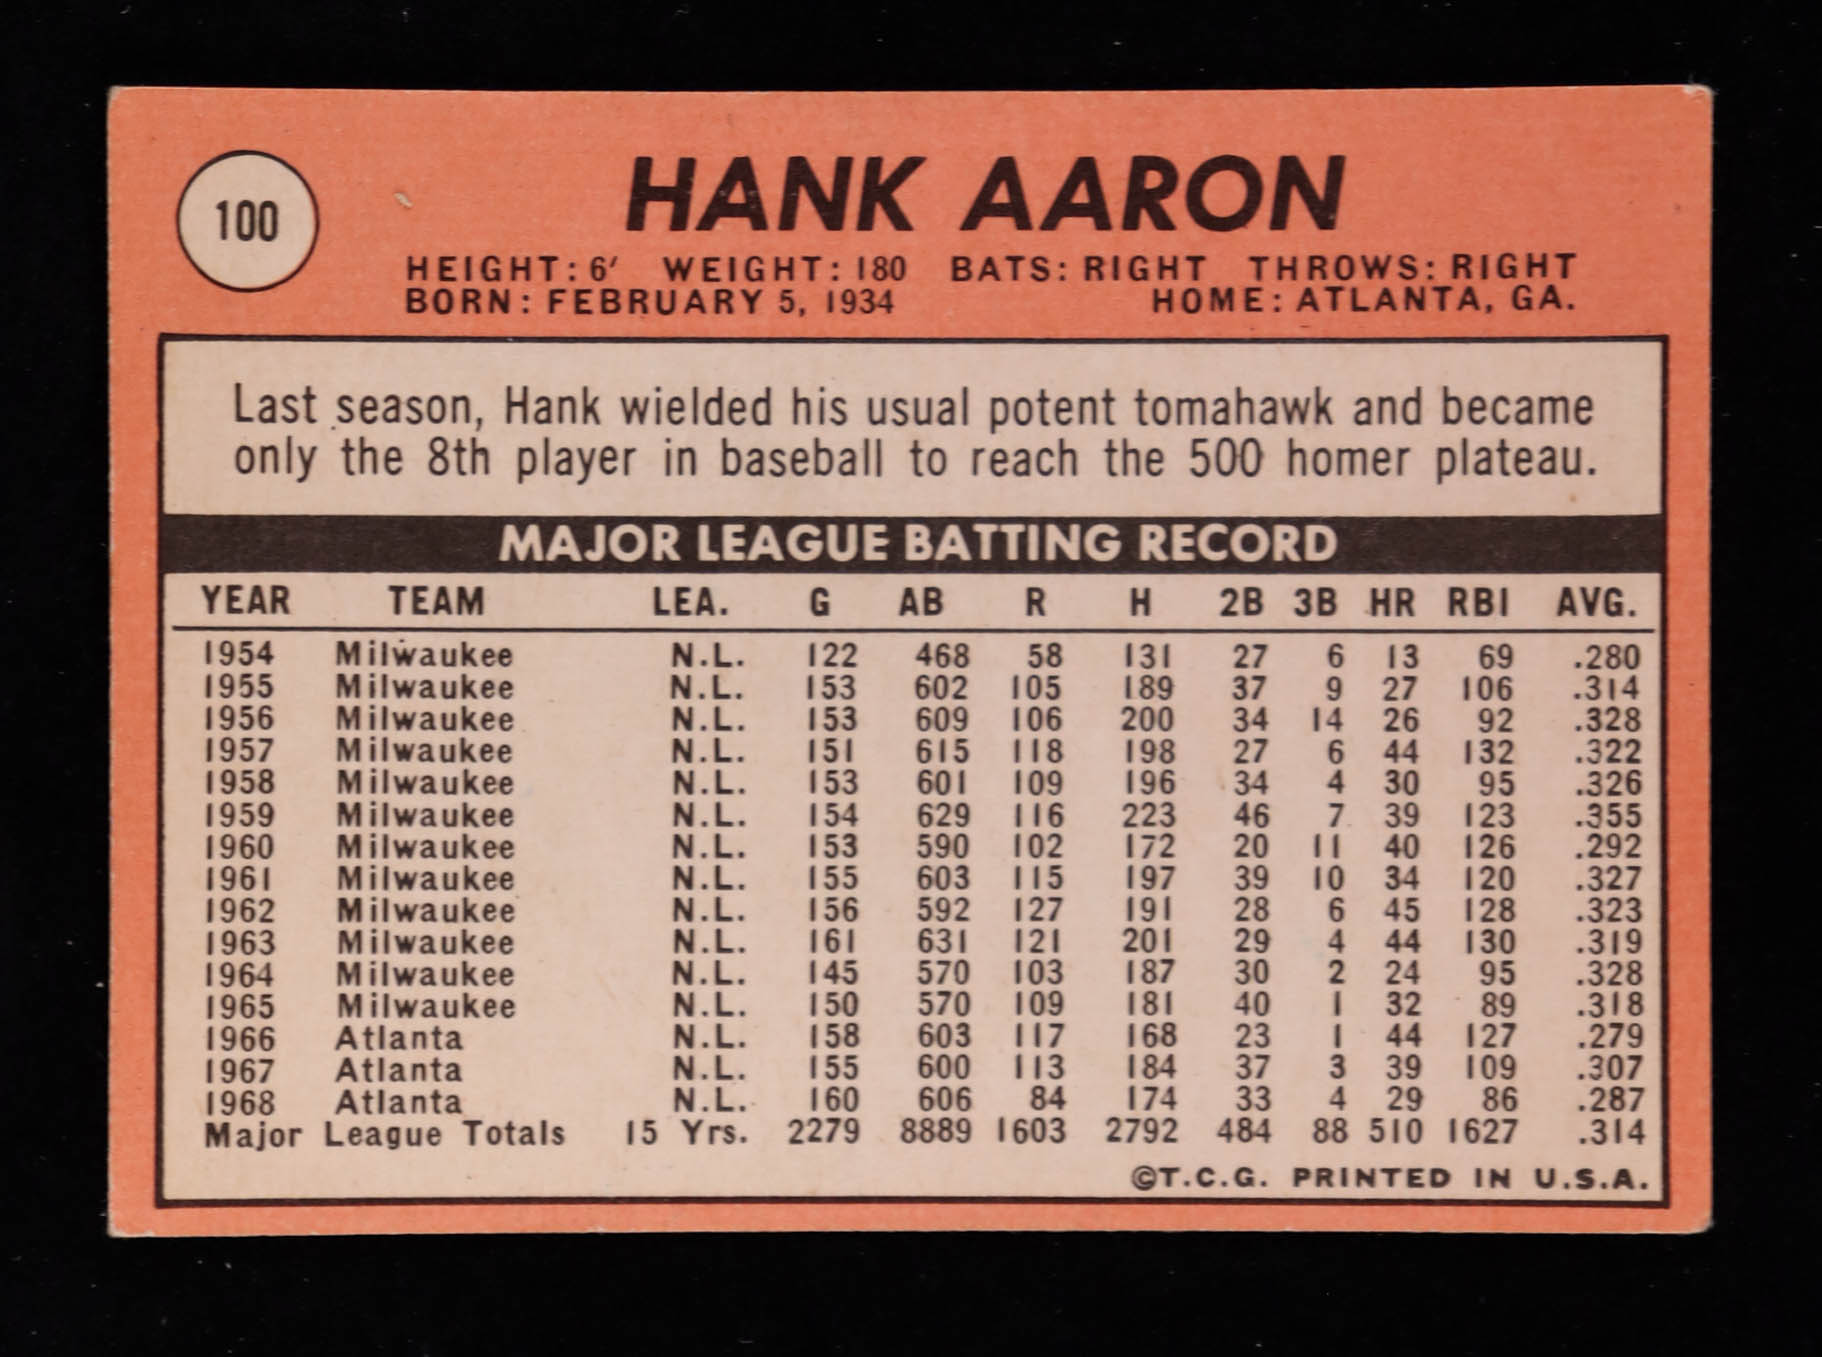 100
HANK AARON
HEIGHT: 6' WEIGHT: 180 BATS: RIGHT THROWS: RIGHT
BORN: FEBRUARY 5, 1934 HOME: ATLANTA, GA.
Last season, Hank wielded his usual potent tomahawk and became
only the 8th player in baseball to reach the 500 homer plateau.
MAJOR LEAGUE BATTING RECORD
YEAR TEAM LEA. G AB R H 2B 3B HR RBI AVG.
1954 Milwaukee N.L. 122 468 58 131 27 6 13 69 .280
1955 Milwaukee N.L. 153 602 105 189 37 9 27 106 .314
1956 Milwaukee N.L. 153 609 106 200 34 14 26 92 .328
1957 Milwaukee N.L. 151 615 118 198 27 6 44 132 .322
1958 Milwaukee N.L. 153 601 109 196 34 4 30 95 .326
1959 Milwaukee N.L. 154 629 116 223 46 7 39 123 .355
1960 Milwaukee N.L. 153 590 102 172 20 11 40 126 .292
1961 Milwaukee N.L. 155 603 115 197 39 10 34 120 .327
1962 Milwaukee N.L. 156 592 127 191 28 6 45 128 .323
1963 Milwaukee N.L. 161 631 121 201 29 4 44 130 .319
1964 Milwaukee N.L. 145 570 103 187 30 2 24 95 .328
1965 Milwaukee N.L. 150 570 109 181 40 1 32 89 .318
1966 Atlanta N.L. 158 603 117 168 23 1 44 127 .279
1967 Atlanta N.L. 155 600 113 184 37 3 39 109 .307
1968 Atlanta N.L. 160 606 84 174 33 4 29 86 .287
Major League Totals 15 Yrs. 2279 8889 1603 2792 484 88 510 1627 .314
©T.C.G. PRINTED IN U.S.A.